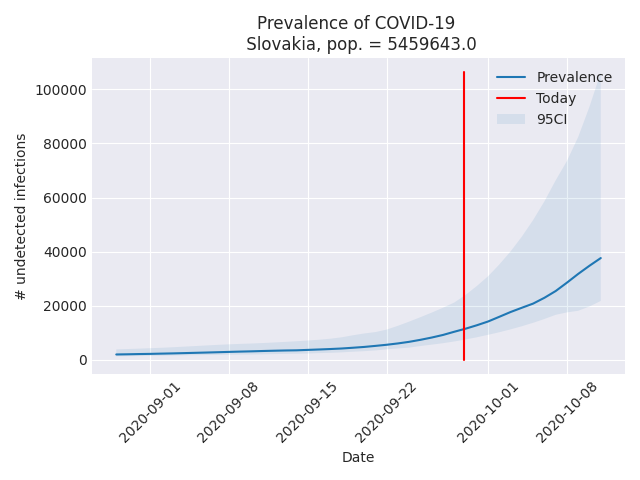 Prevalence of COVID-19
Slovakia, pop. = 5459643.0
Prevalence
Today
95CI
# undetected infections
100000
80000
60000
40000
20000
0
2020-09-01
2020-09-08
2020-09-15
2020-09-22
2020-10-01
2020-10-08
Date